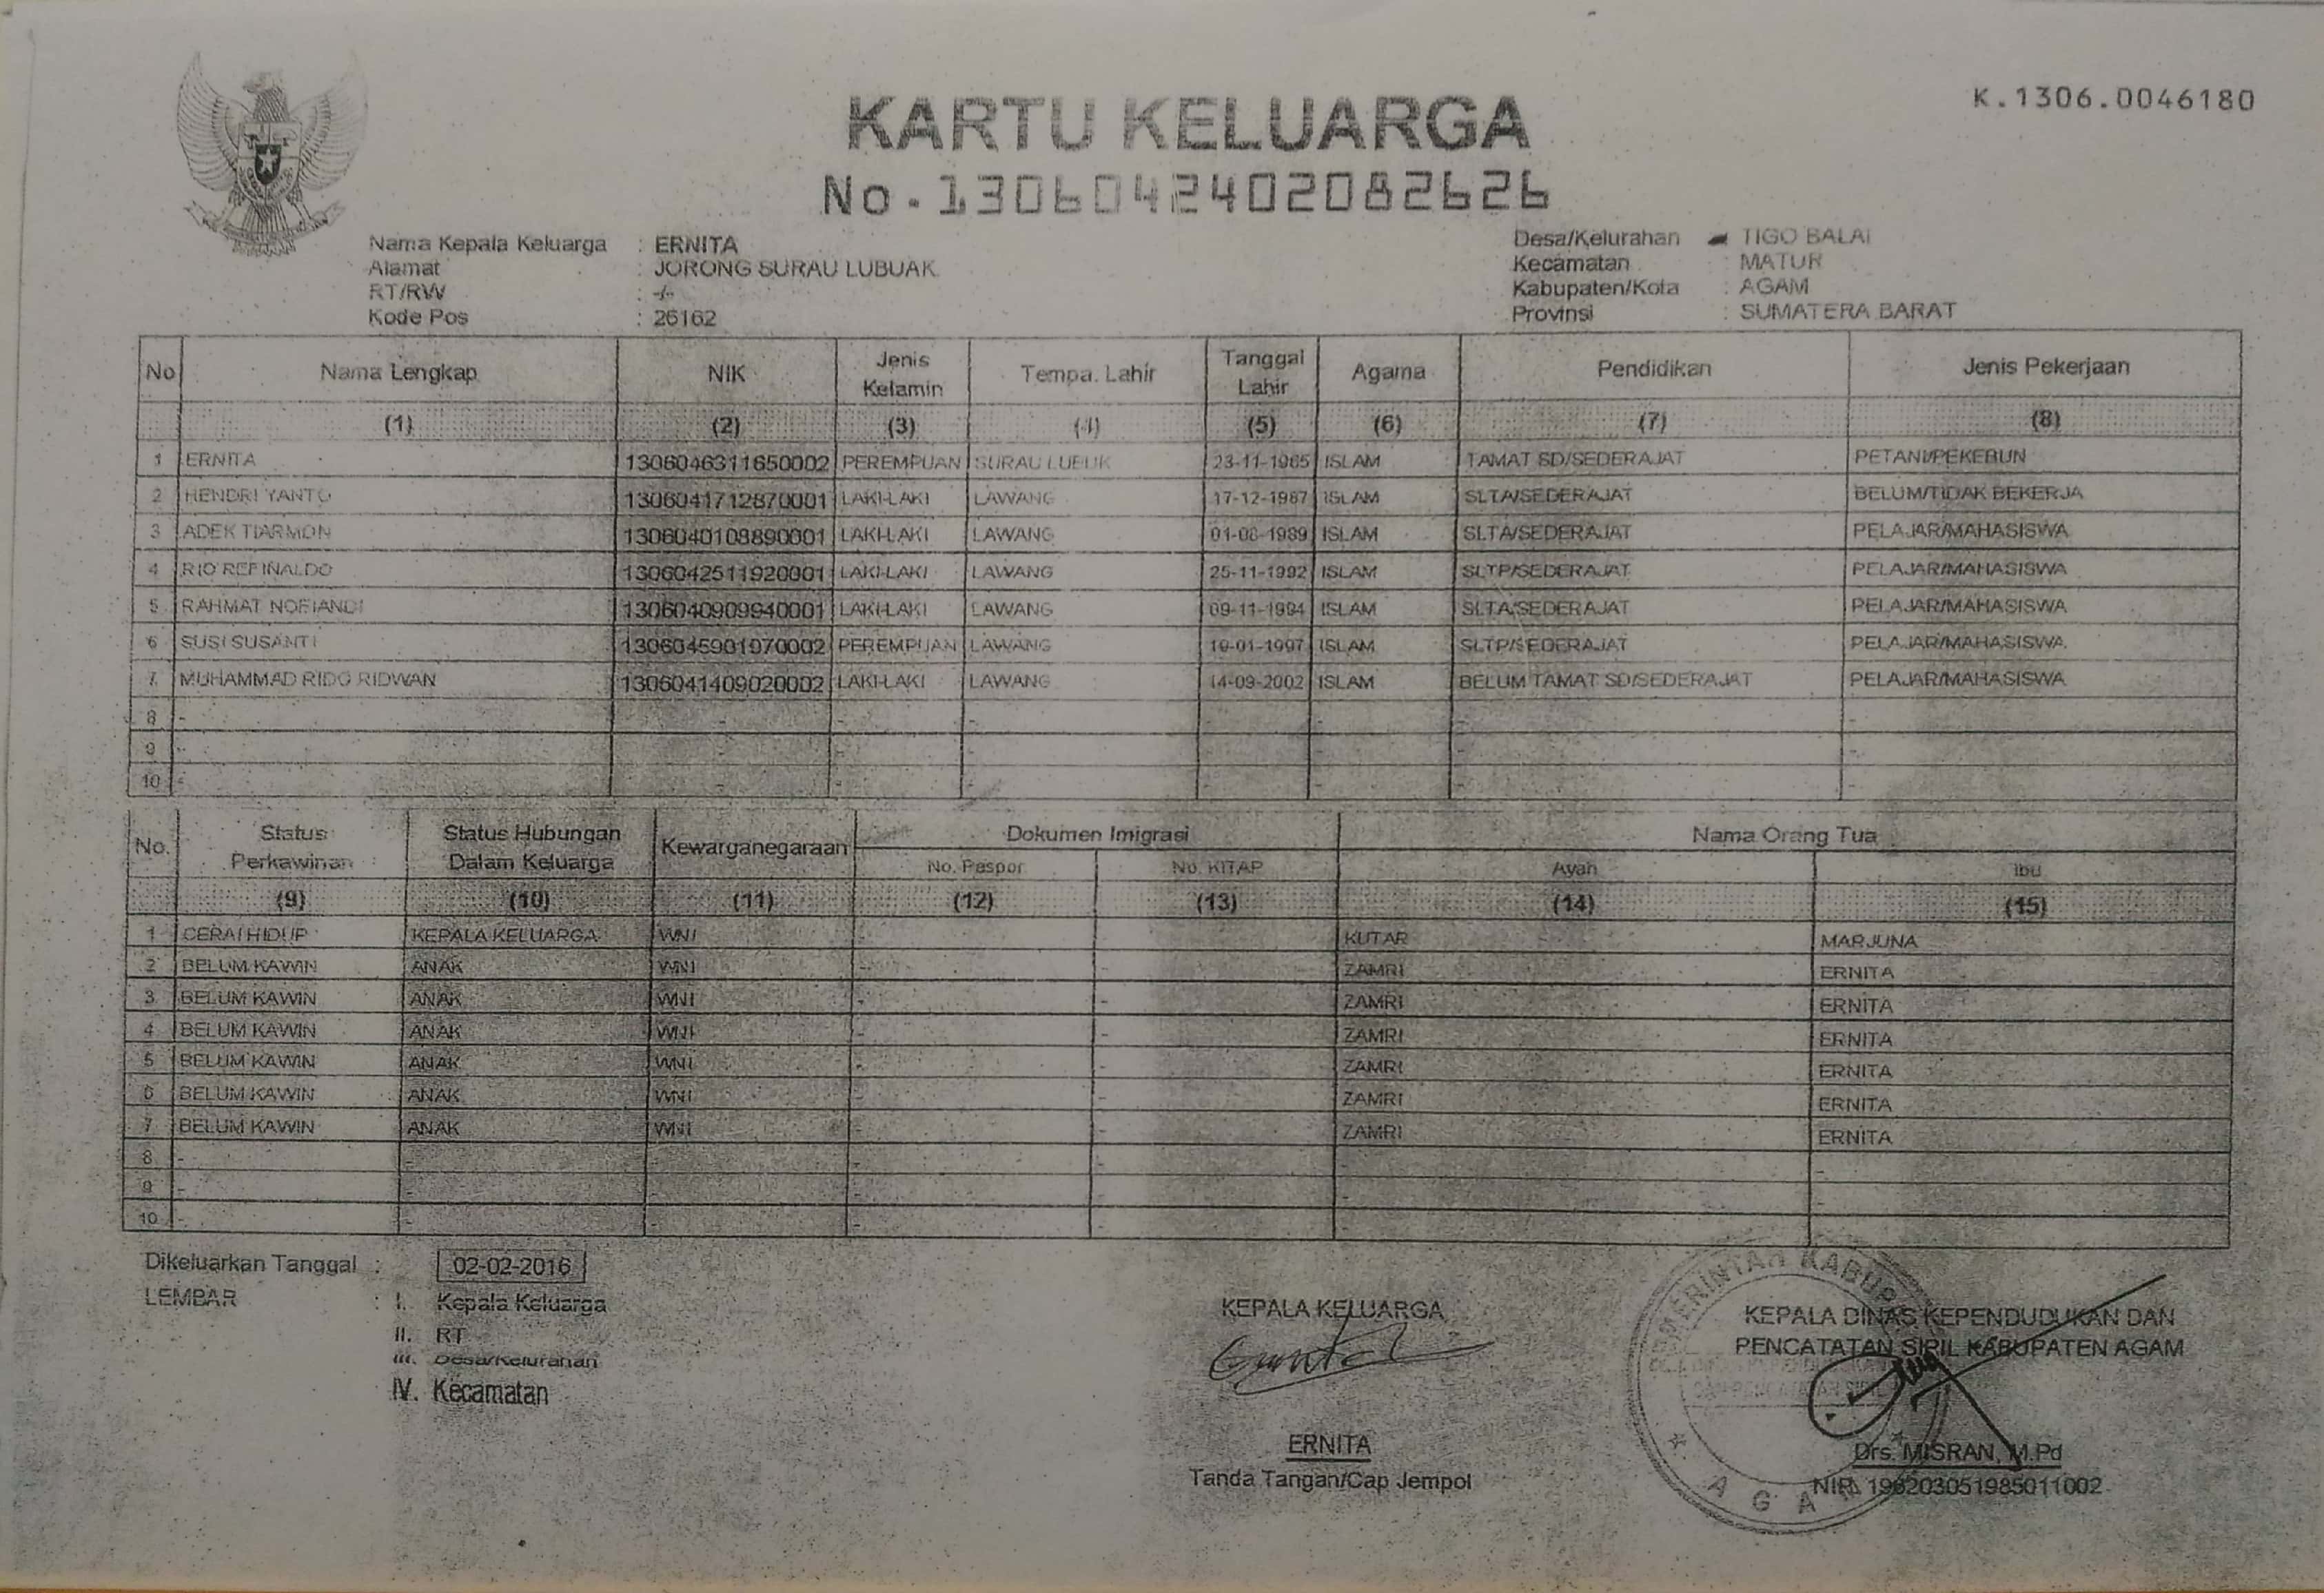 K.1306.0046180
KARTU KELUARGA
No.1306042402082626
Nama Kepala Keluarga : ERNITA
Alamat : JORONG SURAU LUBUAK
RT/RW : -/-
Kode Pos : 26162
Desa/Kelurahan TIGO BALAI
Kecamatan : MATUR
Kabupaten/Kota : AGAM
Provinsi : SUMATERA BARAT
No Nama Lengkap NIK Jenis Kelamin Tempat Lahir Tanggal Lahir Agama Pendidikan Jenis Pekerjaan
(1) (2) (3) (4) (5) (6) (7) (8)
1 ERNITA 1306046311650002 PEREMPUAN SURAU LUBUK 23-11-1965 ISLAM TAMAT SD/SEDERAJAT PETANI/PEKEBUN
2 HENDRI YANTO 1306041712870001 LAKI-LAKI LAWANG 17-12-1987 ISLAM SLTA/SEDERAJAT BELUM/TIDAK BEKERJA
3 ADEK TIARMON 1306040108890001 LAKI-LAKI LAWANG 01-08-1989 ISLAM SLTA/SEDERAJAT PELAJAR/MAHASISWA
4 RIO REFINALDO 1306042511920001 LAKI-LAKI LAWANG 25-11-1992 ISLAM SLTP/SEDERAJAT PELAJAR/MAHASISWA
5 RAHMAT NOFIANDI 1306040909940001 LAKI-LAKI LAWANG 09-11-1994 ISLAM SLTA/SEDERAJAT PELAJAR/MAHASISWA
6 SUSI SUSANTI 1306045901970002 PEREMPUAN LAWANG 19-01-1997 ISLAM SLTP/SEDERAJAT PELAJAR/MAHASISWA
7 MUHAMMAD RIDO RIDWAN 1306041409020002 LAKI-LAKI LAWANG 14-09-2002 ISLAM BELUM TAMAT SD/SEDERAJAT PELAJAR/MAHASISWA
8 - - - - - - - -
9 - - - - - - - -
10 - - - - - - - -
No. Status Perkawinan Status Hubungan Dalam Keluarga Kewarganegaraan Dokumen Imigrasi Nama Orang Tua
No. Paspor No. KITAP Ayah Ibu
(9) (10) (11) (12) (13) (14) (15)
1 CERAI HIDUP KEPALA KELUARGA WNI - KUTAR MARJUNA
2 BELUM KAWIN ANAK WNI - ZAMRI ERNITA
3 BELUM KAWIN ANAK WNI - - ZAMRI ERNITA
4 BELUM KAWIN ANAK WNI - - ZAMRI ERNITA
5 BELUM KAWIN ANAK WNI - - ZAMRI ERNITA
6 BELUM KAWIN ANAK WNI - - ZAMRI ERNITA
7 BELUM KAWIN ANAK WNI - - ZAMRI ERNITA
8 - - - - - - -
9 - - - - - - -
10 - - - - - - -
Dikeluarkan Tanggal : 02-02-2016
LEMBAR : I. Kepala Keluarga
II. RT
III. Desa/Kelurahan
IV. Kecamatan
KEPALA KELUARGA
ERNITA
Tanda Tangan/Cap Jempol
KEPALA DINAS KEPENDUDUKAN DAN
PENCATATAN SIPIL KABUPATEN AGAM
Drs. MISRAN, M.Pd
NIP. 196203051985011002
PEMERINTAH KABUPATEN
AGAM